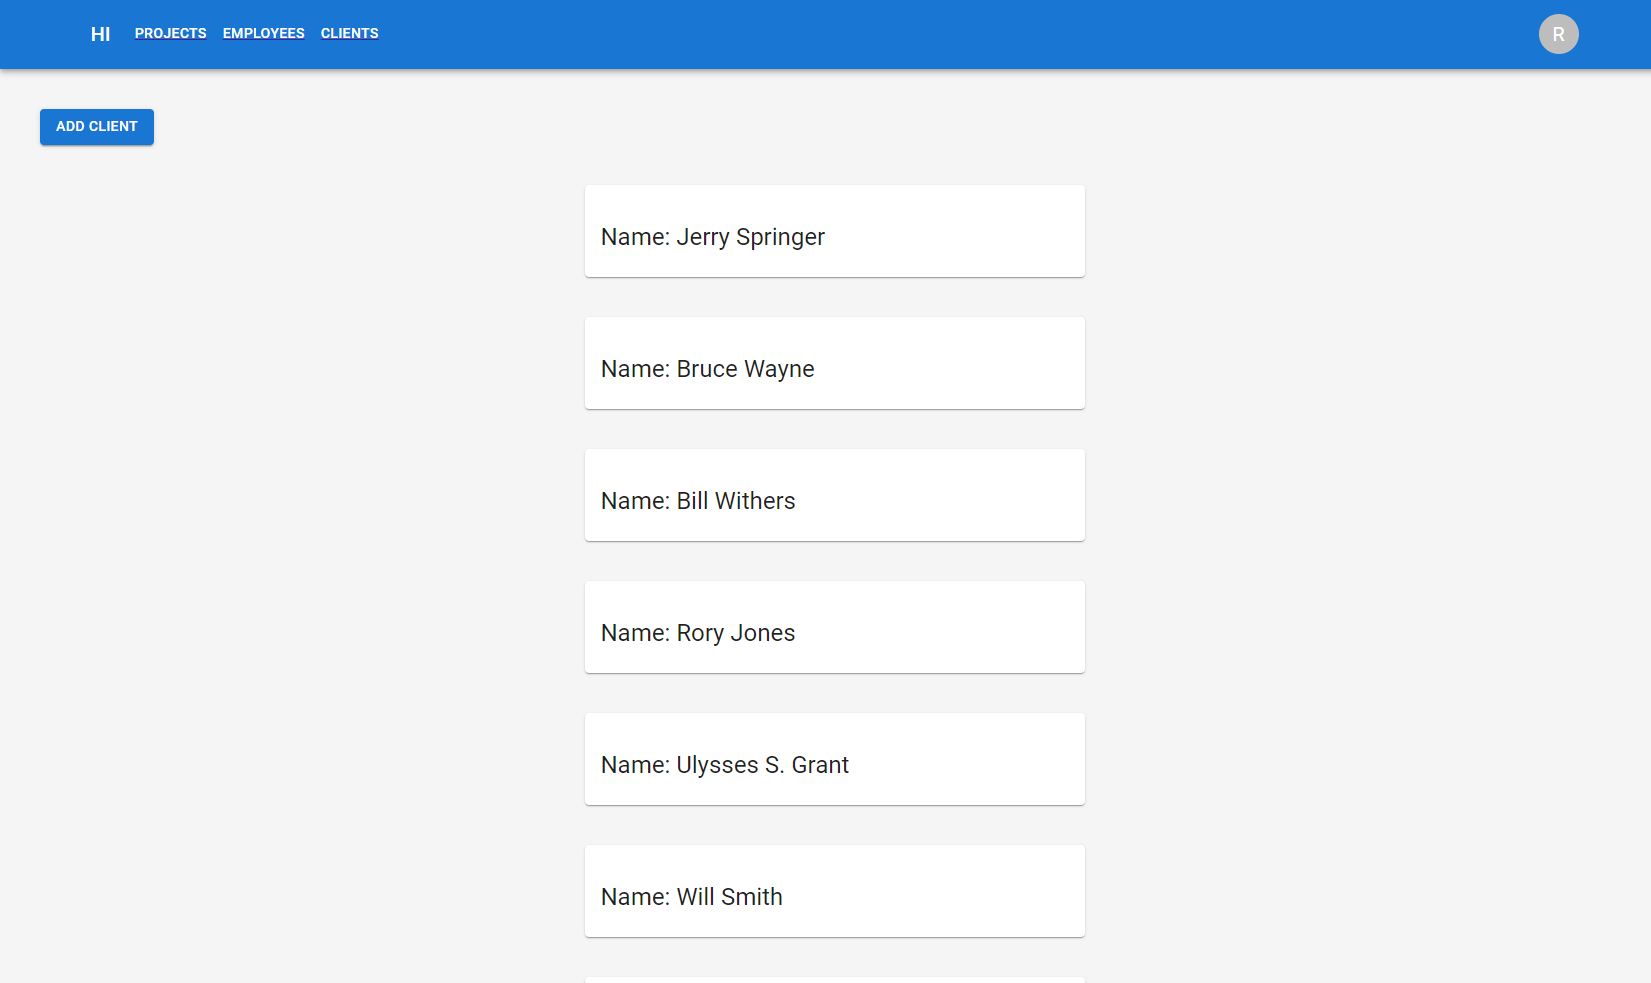 HI PROJECTS EMPLOYEES CLIENTS R
ADD CLIENT
Name: Jerry Springer
Name: Bruce Wayne
Name: Bill Withers
Name: Rory Jones
Name: Ulysses S. Grant
Name: Will Smith